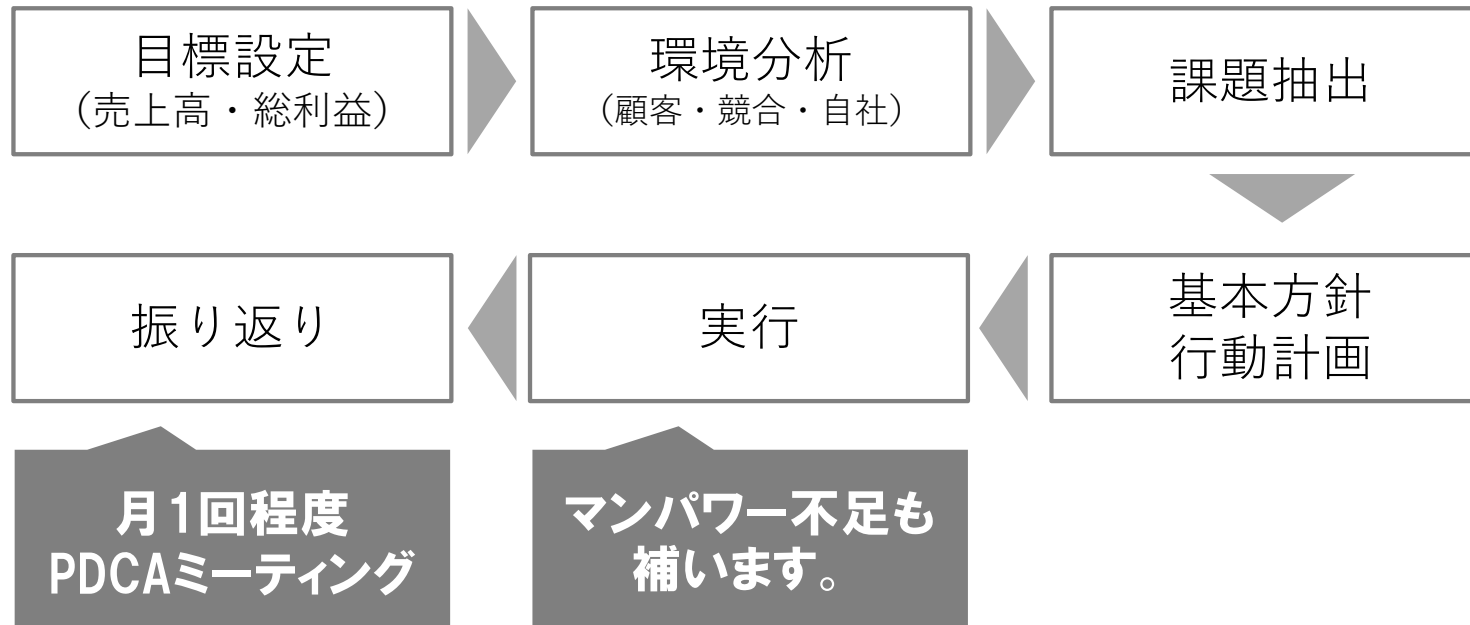 目標設定
（売上高・総利益）
環境分析
（顧客・競合・自社）
課題抽出
基本方針
行動計画
実行
振り返り
マンパワー不足も
補います。
月1回程度
PDCAミーティング